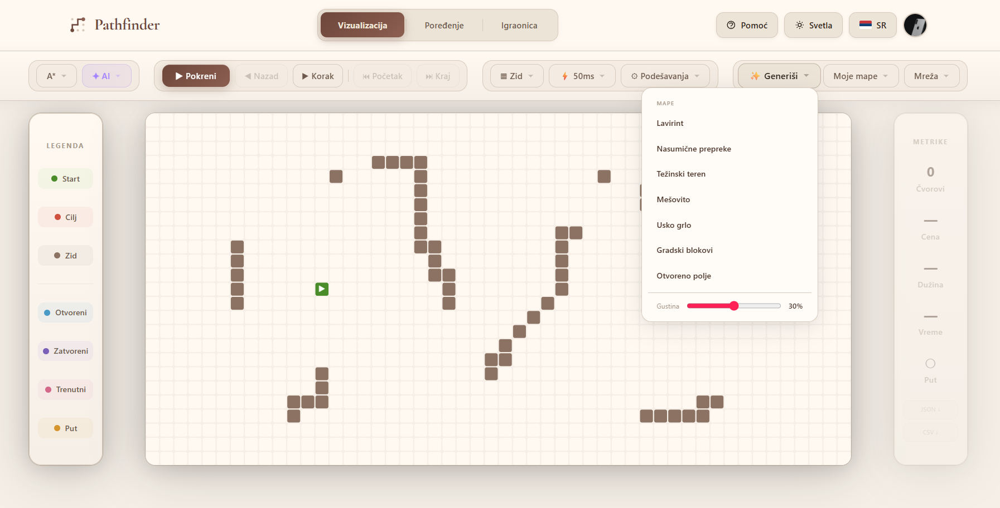 Pathfinder
Vizualizacija
Poređenje
Igraonica
Pomoć
Svetla
SR
A*
AI
Pokreni
Nazad
Korak
Početak
Kraj
Zid
50ms
Podešavanja
Generiši
Moje mape
Mreža
LEGENDA
Start
Cilj
Zid
Otvoreni
Zatvoreni
Trenutni
Put
MAPE
Lavirint
Nasumične prepreke
Težinski teren
Mešovito
Usko grlo
Gradski blokovi
Otvoreno polje
Gustina 30%
METRIKE
0
Čvorovi
—
Cena
—
Dužina
—
Vreme
Put
JSON ↓
CSV ↓